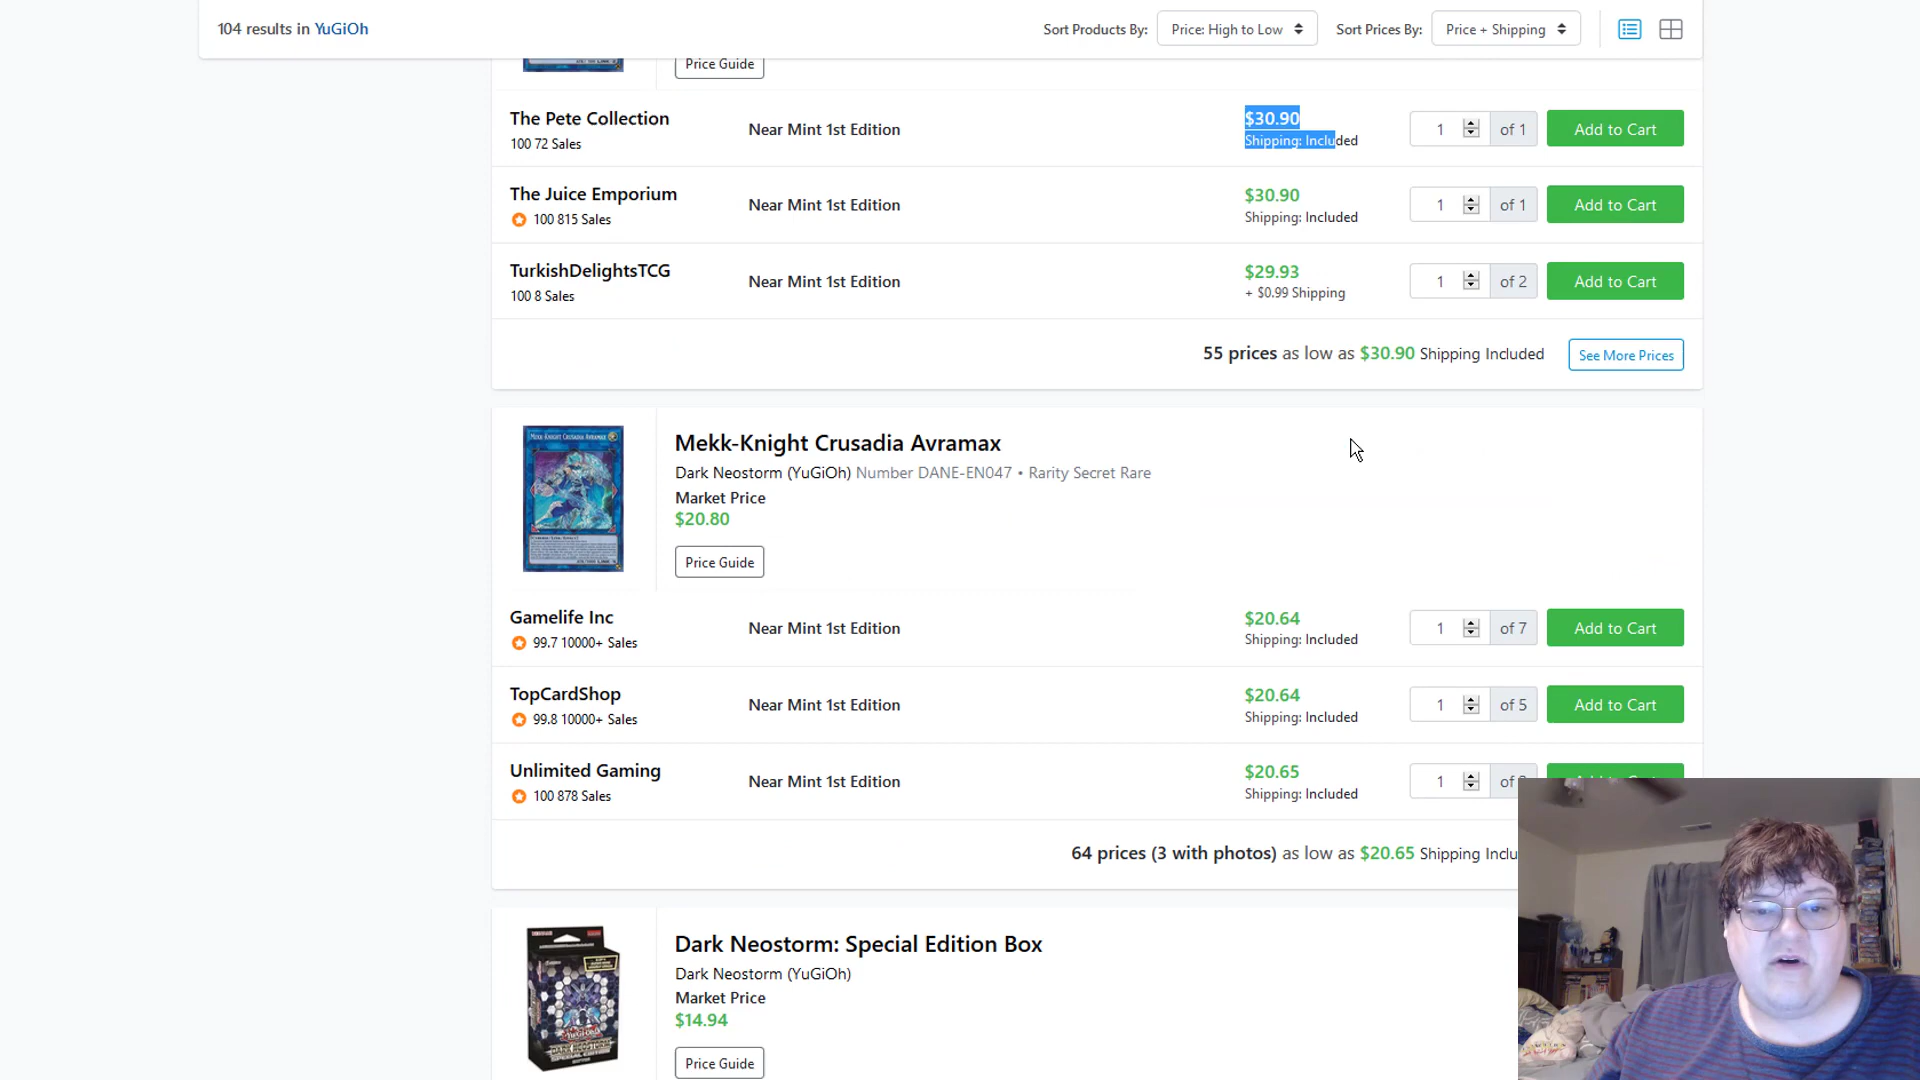 104 results in YuGiOh
Sort Products By: Price: High to Low Sort Prices By: Price + Shipping
Price Guide
The Pete Collection
100 72 Sales
Near Mint 1st Edition
$30.90
Shipping: Included
1 of 1 Add to Cart
The Juice Emporium
100 815 Sales
Near Mint 1st Edition
$30.90
Shipping: Included
1 of 1 Add to Cart
TurkishDelightsTCG
100 8 Sales
Near Mint 1st Edition
$29.93
+ $0.99 Shipping
1 of 2 Add to Cart
55 prices as low as $30.90 Shipping Included See More Prices
MEKK-KNIGHT CRUSADIA AVRAMAX
Mekk-Knight Crusadia Avramax
Dark Neostorm (YuGiOh) Number DANE-EN047 • Rarity Secret Rare
Market Price
$20.80
Price Guide
Gamelife Inc
99.7 10000+ Sales
Near Mint 1st Edition
$20.64
Shipping: Included
1 of 7 Add to Cart
TopCardShop
99.8 10000+ Sales
Near Mint 1st Edition
$20.64
Shipping: Included
1 of 5 Add to Cart
Unlimited Gaming
100 878 Sales
Near Mint 1st Edition
$20.65
Shipping: Included
1 of
64 prices (3 with photos) as low as $20.65 Shipping Inclu
DARK NEOSTORM
SPECIAL EDITION
Dark Neostorm: Special Edition Box
Dark Neostorm (YuGiOh)
Market Price
$14.94
Price Guide